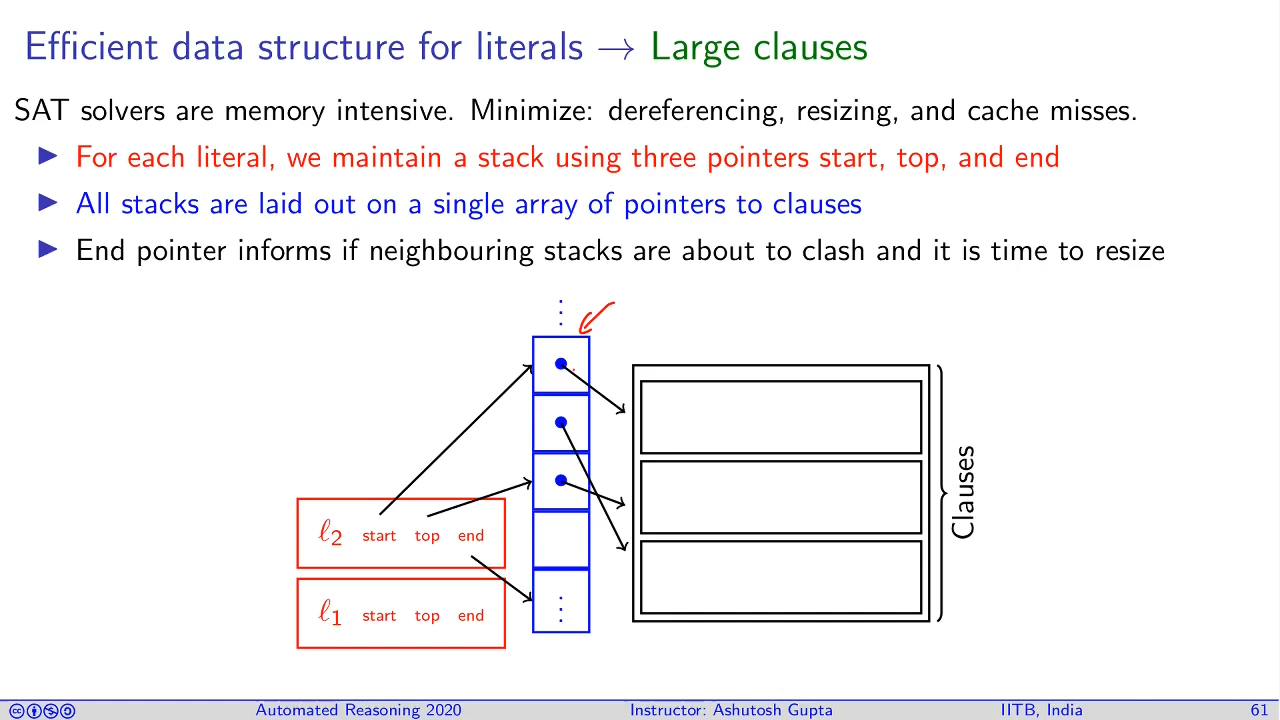 Efficient data structure for literals → Large clauses
SAT solvers are memory intensive. Minimize: dereferencing, resizing, and cache misses.
▶ For each literal, we maintain a stack using three pointers start, top, and end
▶ All stacks are laid out on a single array of pointers to clauses
▶ End pointer informs if neighbouring stacks are about to clash and it is time to resize
⋮
ℓ2 start top end
ℓ1 start top end
⋮
Clauses
Automated Reasoning 2020 Instructor: Ashutosh Gupta IITB, India 61